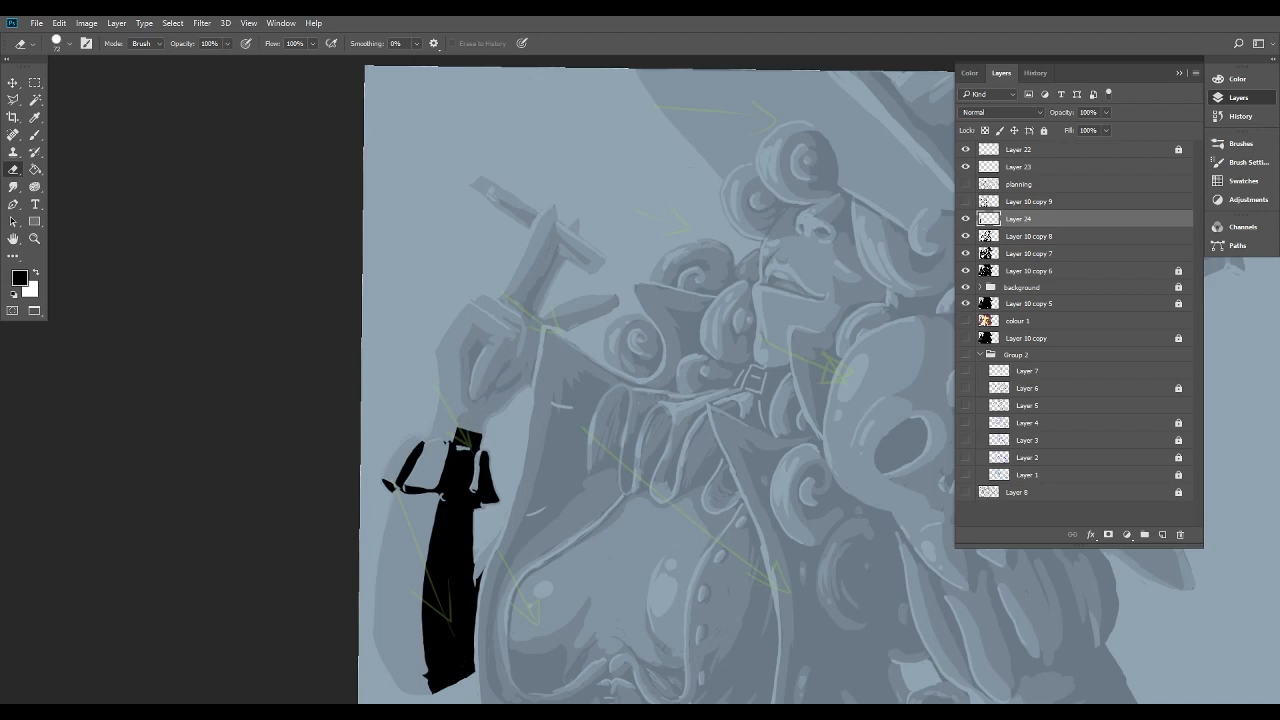 Ps File Edit Image Layer Type Select Filter 3D View Window Help
72 Mode: Brush Opacity: 100% Flow: 100% Smoothing: 0% Erase to History
Color Layers History
Kind
Normal Opacity: 100%
Lock: Fill: 100%
Layer 22
Layer 23
planning
Layer 10 copy 9
Layer 24
Layer 10 copy 8
Layer 10 copy 7
Layer 10 copy 6
background
Layer 10 copy 5
colour 1
Layer 10 copy
Group 2
Layer 7
Layer 6
Layer 5
Layer 4
Layer 3
Layer 2
Layer 1
Layer 8
fx
Color
Layers
History
Brushes
Brush Setti...
Swatches
Adjustments
Channels
Paths